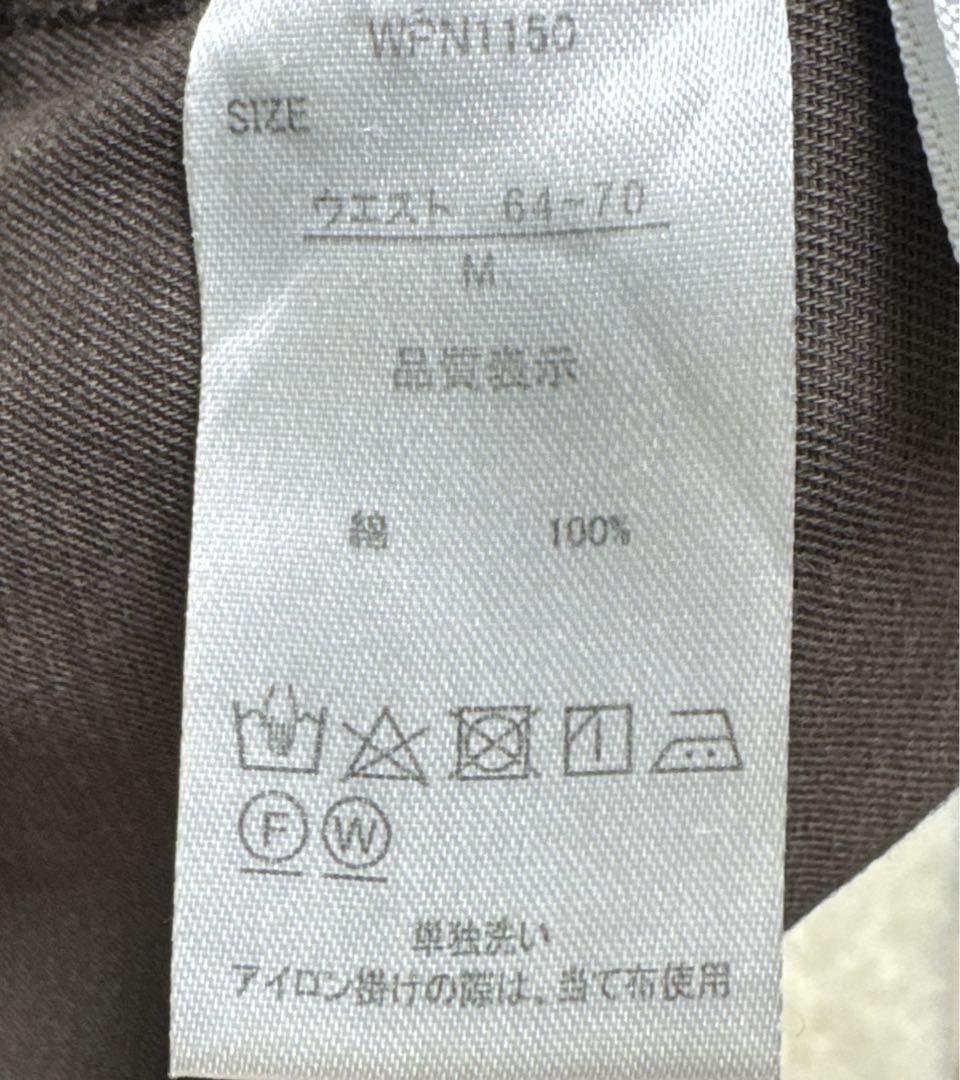 WPN1150
SIZE
ウエスト 64~70
M
品質表示
綿 100%
F W
単独洗い
アイロン掛けの際は、当て布使用